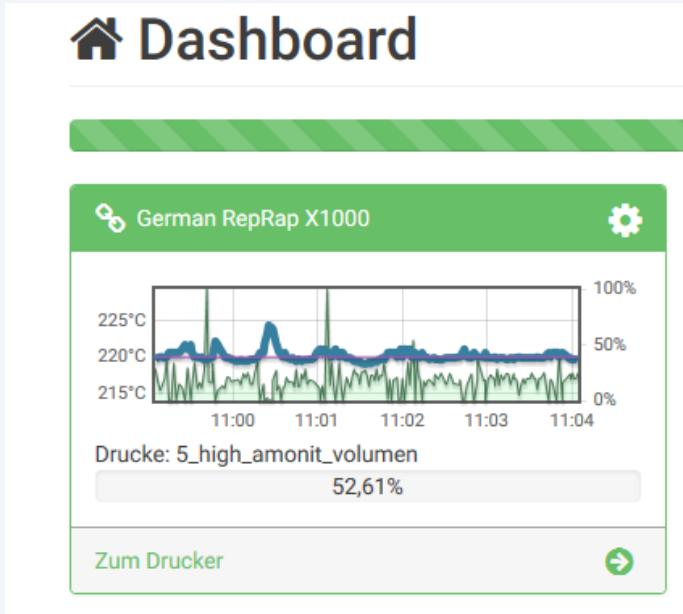 Dashboard
German RepRap X1000
100%
225°C
50%
220°C
215°C
0%
11:00 11:01 11:02 11:03 11:04
Drucke: 5_high_amonit_volumen
52,61%
Zum Drucker